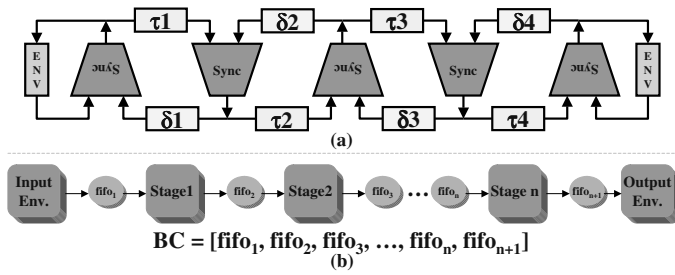 τ1 δ2 τ3 δ4
ENV Sync Sync Sync Sync Sync ENV
δ1 τ2 δ3 τ4
(a)
Input Env. fifo₁ Stage1 fifo₂ Stage2 fifo₃ … fifoₙ Stage n fifoₙ₊₁ Output Env.
BC = [fifo₁, fifo₂, fifo₃, …, fifoₙ, fifoₙ₊₁]
(b)